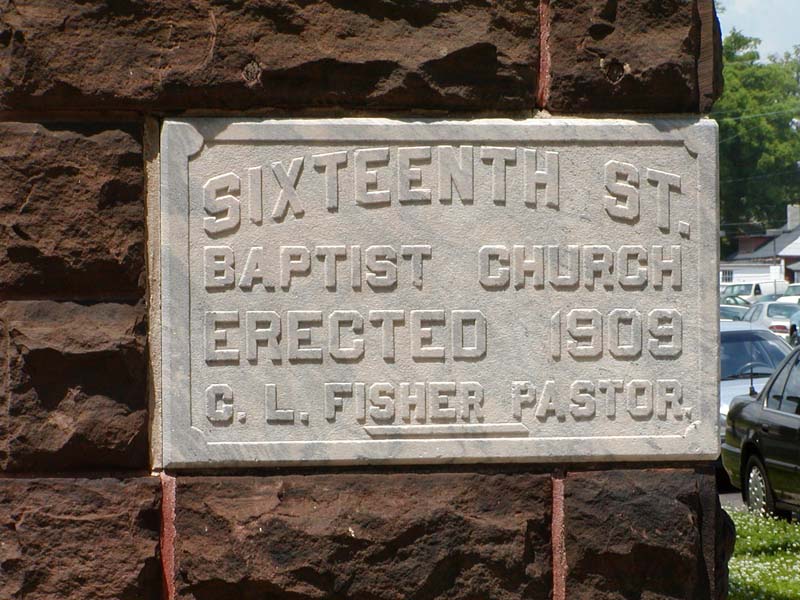 SIXTEENTH ST.
BAPTIST CHURCH
ERECTED 1909
C. L. FISHER PASTOR.